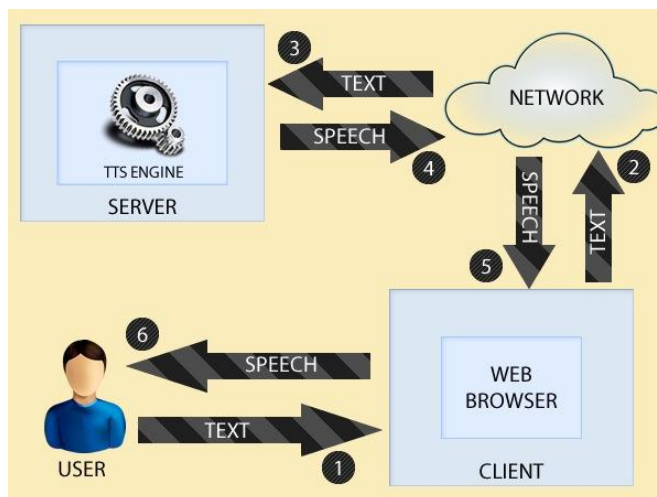 3
TEXT
NETWORK
SPEECH
4
2
TTS ENGINE
SERVER
SPEECH
TEXT
5
6
SPEECH
WEB
BROWSER
TEXT
USER
1
CLIENT